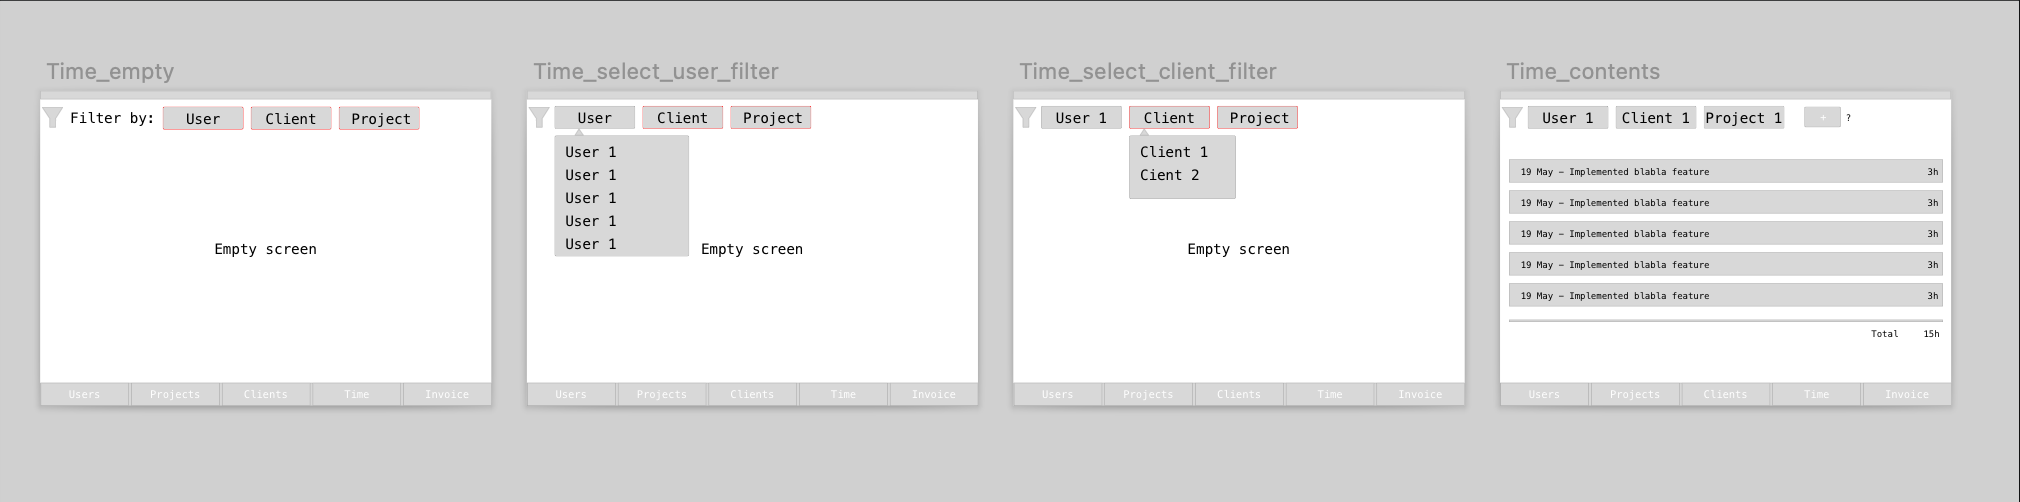 Time_empty
Filter by: User Client Project
Empty screen
Users Projects Clients Time Invoice
Time_select_user_filter
User Client Project
User 1
User 1
User 1
User 1
User 1
Empty screen
Users Projects Clients Time Invoice
Time_select_client_filter
User 1 Client Project
Client 1
Cient 2
Empty screen
Users Projects Clients Time Invoice
Time_contents
User 1 Client 1 Project 1 + ?
19 May – Implemented blabla feature 3h
19 May – Implemented blabla feature 3h
19 May – Implemented blabla feature 3h
19 May – Implemented blabla feature 3h
19 May – Implemented blabla feature 3h
Total 15h
Users Projects Clients Time Invoice